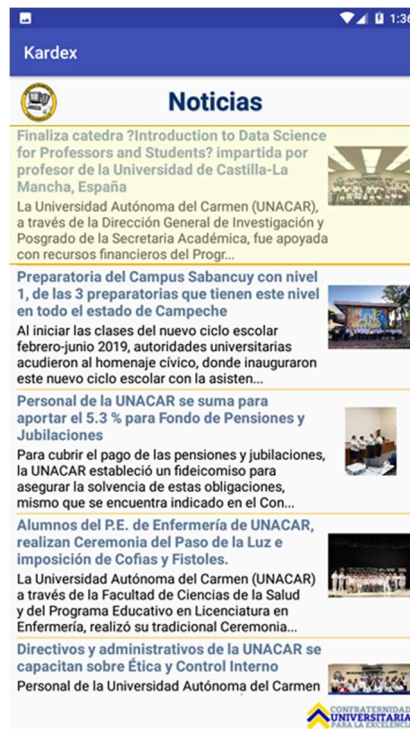 1:36
Kardex
Noticias
Finaliza catedra ?Introduction to Data Science
for Professors and Students? impartida por
profesor de la Universidad de Castilla-La
Mancha, España
La Universidad Autónoma del Carmen (UNACAR),
a través de la Dirección General de Investigación y
Posgrado de la Secretaria Académica, fue apoyada
con recursos financieros del Progr...
Preparatoria del Campus Sabancuy con nivel
1, de las 3 preparatorias que tienen este nivel
en todo el estado de Campeche
Al iniciar las clases del nuevo ciclo escolar
febrero-junio 2019, autoridades universitarias
acudieron al homenaje cívico, donde inauguraron
este nuevo ciclo escolar con la asisten...
Personal de la UNACAR se suma para
aportar el 5.3 % para Fondo de Pensiones y
Jubilaciones
Para cubrir el pago de las pensiones y jubilaciones,
la UNACAR estableció un fideicomiso para
asegurar la solvencia de estas obligaciones,
mismo que se encuentra indicado en el Con...
Alumnos del P.E. de Enfermería de UNACAR,
realizan Ceremonia del Paso de la Luz e
imposición de Cofias y Fistoles.
La Universidad Autónoma del Carmen (UNACAR)
a través de la Facultad de Ciencias de la Salud
y del Programa Educativo en Licenciatura en
Enfermería, realizó su tradicional Ceremonia...
Directivos y administrativos de la UNACAR se
capacitan sobre Ética y Control Interno
Personal de la Universidad Autónoma del Carmen
CONFRATERNIDAD
UNIVERSITARIA
PARA LA EXCELENCIA